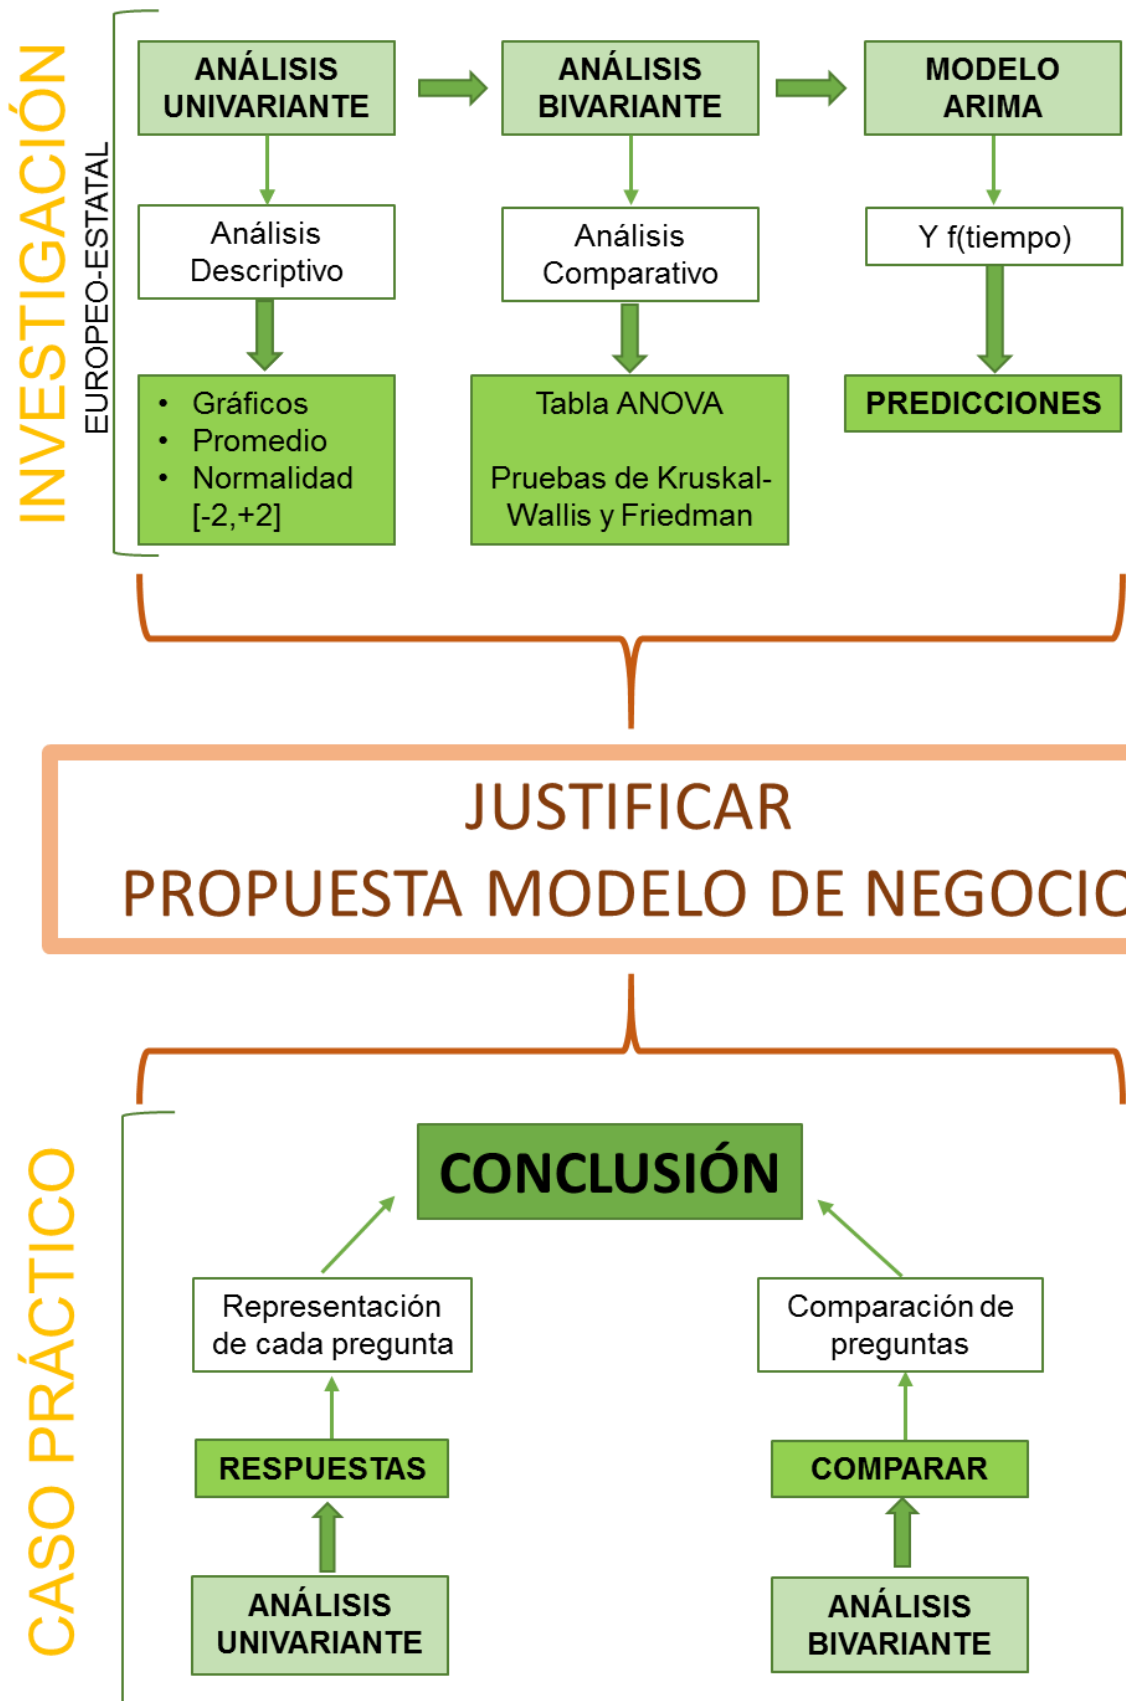 INVESTIGACIÓN
EUROPEO-ESTATAL
ANÁLISIS
UNIVARIANTE
ANÁLISIS
BIVARIANTE
MODELO
ARIMA
Análisis
Descriptivo
Análisis
Comparativo
Y f(tiempo)
• Gráficos
• Promedio
• Normalidad
[-2,+2]
Tabla ANOVA
Pruebas de Kruskal-
Wallis y Friedman
PREDICCIONES
JUSTIFICAR
PROPUESTA MODELO DE NEGOCIO
CASO PRÁCTICO
CONCLUSIÓN
Representación
de cada pregunta
Comparación de
preguntas
RESPUESTAS
COMPARAR
ANÁLISIS
UNIVARIANTE
ANÁLISIS
BIVARIANTE